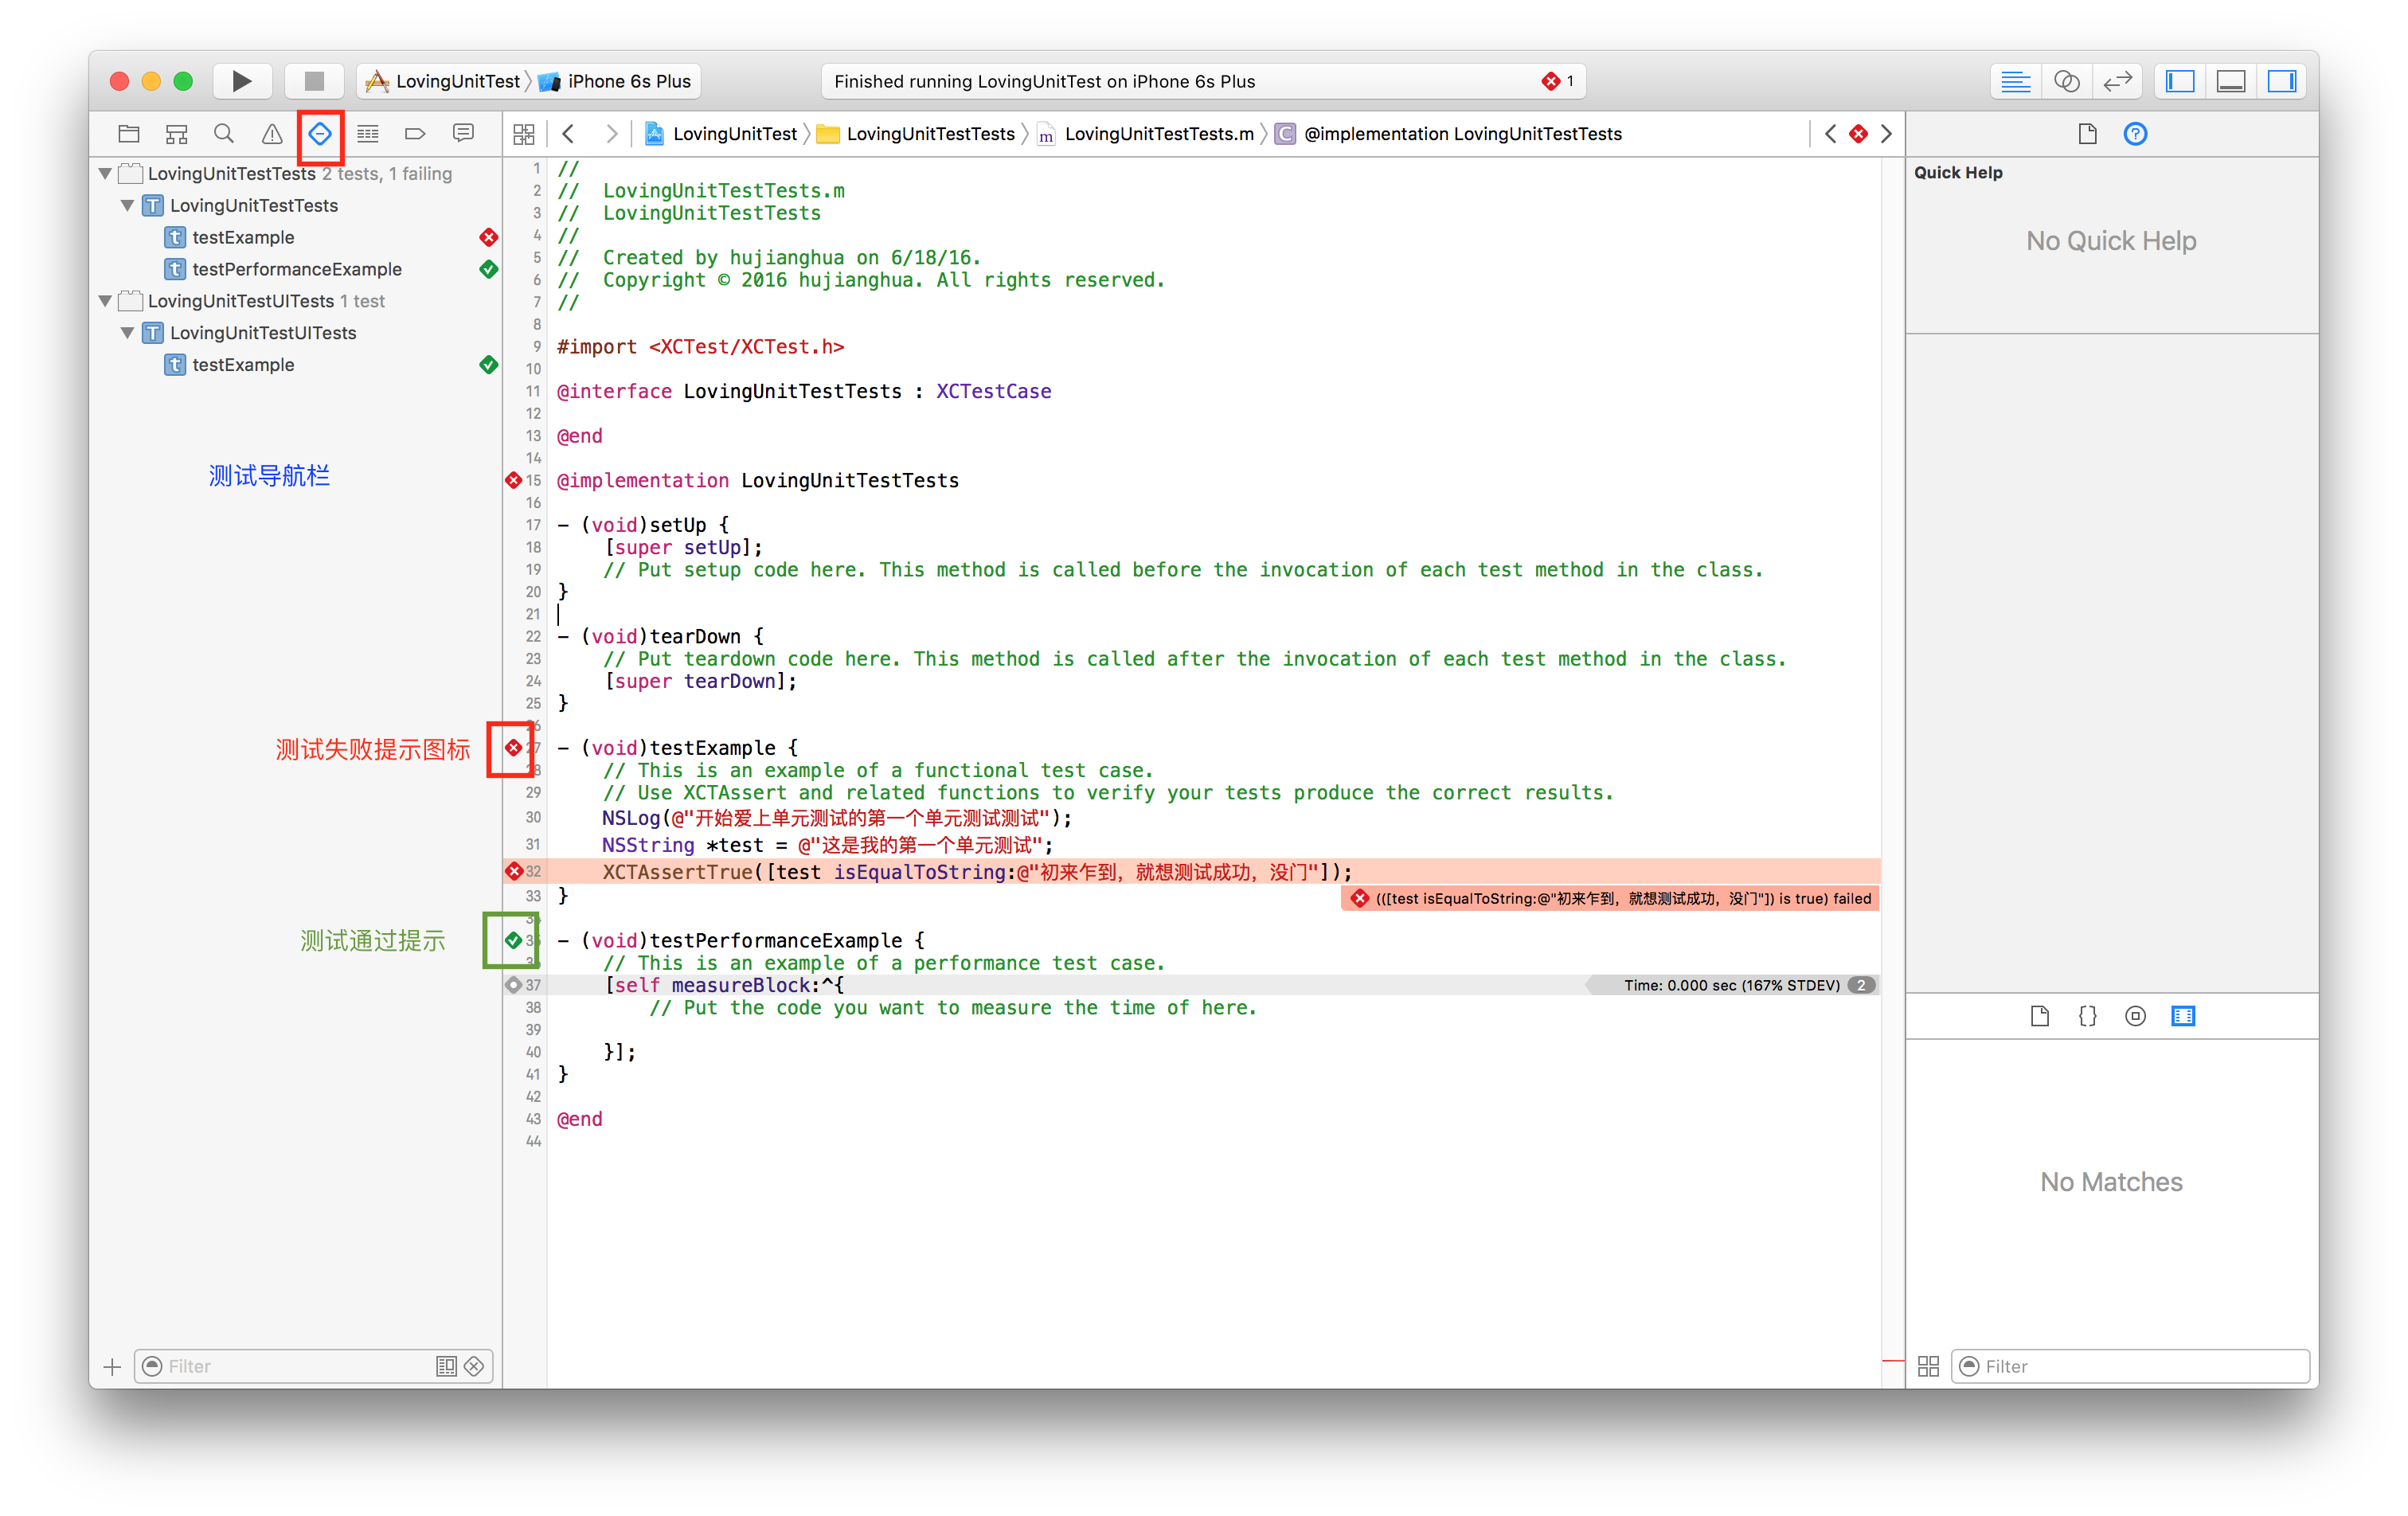 LovingUnitTest iPhone 6s Plus
Finished running LovingUnitTest on iPhone 6s Plus 1
LovingUnitTest LovingUnitTestTests LovingUnitTestTests.m @implementation LovingUnitTestTests
LovingUnitTestTests 2 tests, 1 failing
LovingUnitTestTests
testExample
testPerformanceExample
LovingUnitTestUITests 1 test
LovingUnitTestUITests
testExample
测试导航栏
测试失败提示图标
测试通过提示
Filter
1 //
2 //  LovingUnitTestTests.m
3 //  LovingUnitTestTests
4 //
5 //  Created by hujianghua on 6/18/16.
6 //  Copyright © 2016 hujianghua. All rights reserved.
7 //
8
9 #import <XCTest/XCTest.h>
10
11 @interface LovingUnitTestTests : XCTestCase
12
13 @end
14
15 @implementation LovingUnitTestTests
16
17 - (void)setUp {
18     [super setUp];
19     // Put setup code here. This method is called before the invocation of each test method in the class.
20 }
21
22 - (void)tearDown {
23     // Put teardown code here. This method is called after the invocation of each test method in the class.
24     [super tearDown];
25 }
26
27 - (void)testExample {
28     // This is an example of a functional test case.
29     // Use XCTAssert and related functions to verify your tests produce the correct results.
30     NSLog(@"开始爱上单元测试的第一个单元测试测试");
31     NSString *test = @"这是我的第一个单元测试";
32     XCTAssertTrue([test isEqualToString:@"初来乍到，就想测试成功，没门"]);
33 }
(([test isEqualToString:@"初来乍到，就想测试成功，没门"]) is true) failed
34
35 - (void)testPerformanceExample {
36     // This is an example of a performance test case.
37     [self measureBlock:^{
Time: 0.000 sec (167% STDEV) 2
38         // Put the code you want to measure the time of here.
39
40     }];
41 }
42
43 @end
44
Quick Help
No Quick Help
No Matches
Filter